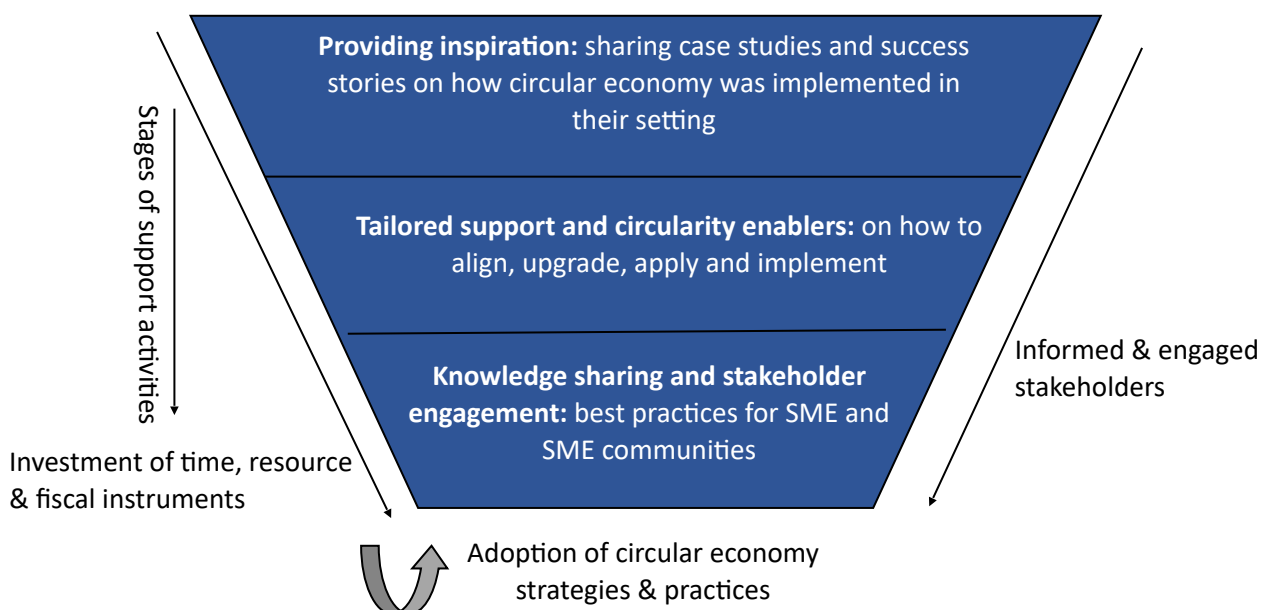 Providing inspiration: sharing case studies and success
stories on how circular economy was implemented in
their setting
Stages of support activities
Tailored support and circularity enablers: on how to
align, upgrade, apply and implement
Informed & engaged
stakeholders
Knowledge sharing and stakeholder
engagement: best practices for SME and
SME communities
Investment of time, resource
& fiscal instruments
Adoption of circular economy
strategies & practices